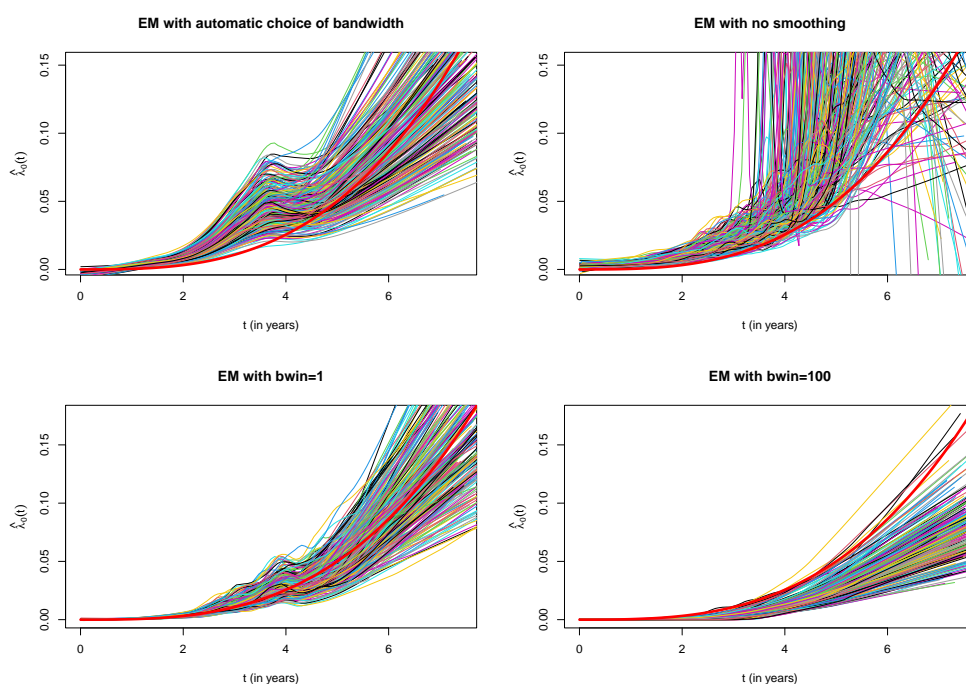 EM with automatic choice of bandwidth
0.15
0.10
0.05
0.00
λ̂₀(t)
0 2 4 6
t (in years)
EM with no smoothing
0.15
0.10
0.05
0.00
λ̂₀(t)
0 2 4 6
t (in years)
EM with bwin=1
0.15
0.10
0.05
0.00
λ̂₀(t)
0 2 4 6
t (in years)
EM with bwin=100
0.15
0.10
0.05
0.00
λ̂₀(t)
0 2 4 6
t (in years)